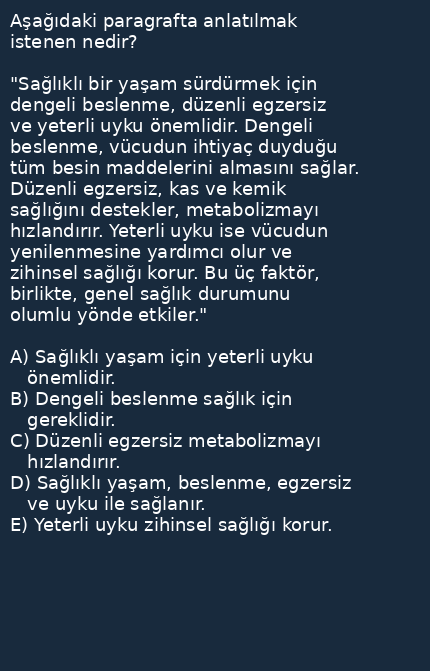 Aşağıdaki paragrafta anlatılmak
istenen nedir?
"Sağlıklı bir yaşam sürdürmek için
dengeli beslenme, düzenli egzersiz
ve yeterli uyku önemlidir. Dengeli
beslenme, vücudun ihtiyaç duyduğu
tüm besin maddelerini almasını sağlar.
Düzenli egzersiz, kas ve kemik
sağlığını destekler, metabolizmayı
hızlandırır. Yeterli uyku ise vücudun
yenilenmesine yardımcı olur ve
zihinsel sağlığı korur. Bu üç faktör,
birlikte, genel sağlık durumunu
olumlu yönde etkiler."
A) Sağlıklı yaşam için yeterli uyku
önemlidir.
B) Dengeli beslenme sağlık için
gereklidir.
C) Düzenli egzersiz metabolizmayı
hızlandırır.
D) Sağlıklı yaşam, beslenme, egzersiz
ve uyku ile sağlanır.
E) Yeterli uyku zihinsel sağlığı korur.